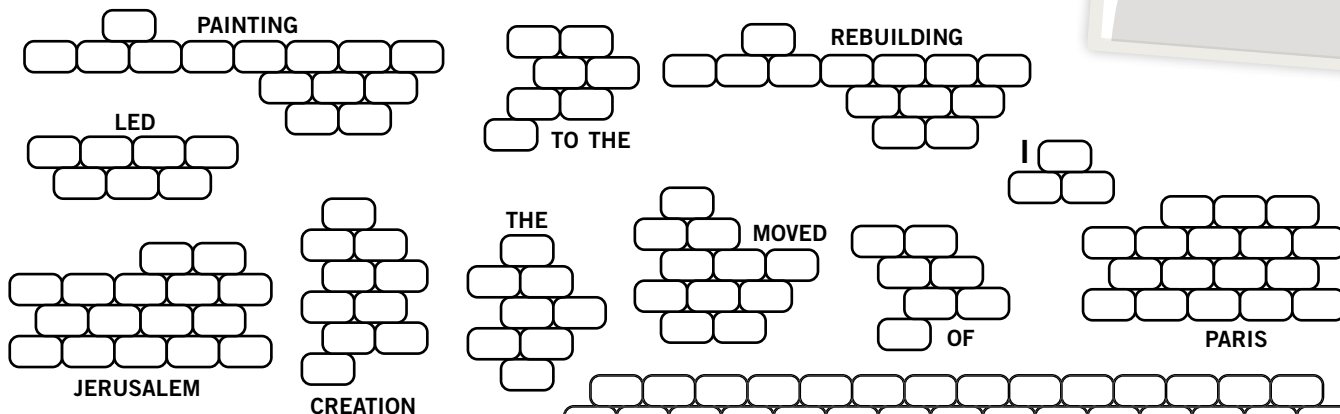 PAINTING
REBUILDING
LED
TO THE
I
THE
MOVED
OF
PARIS
JERUSALEM
CREATION